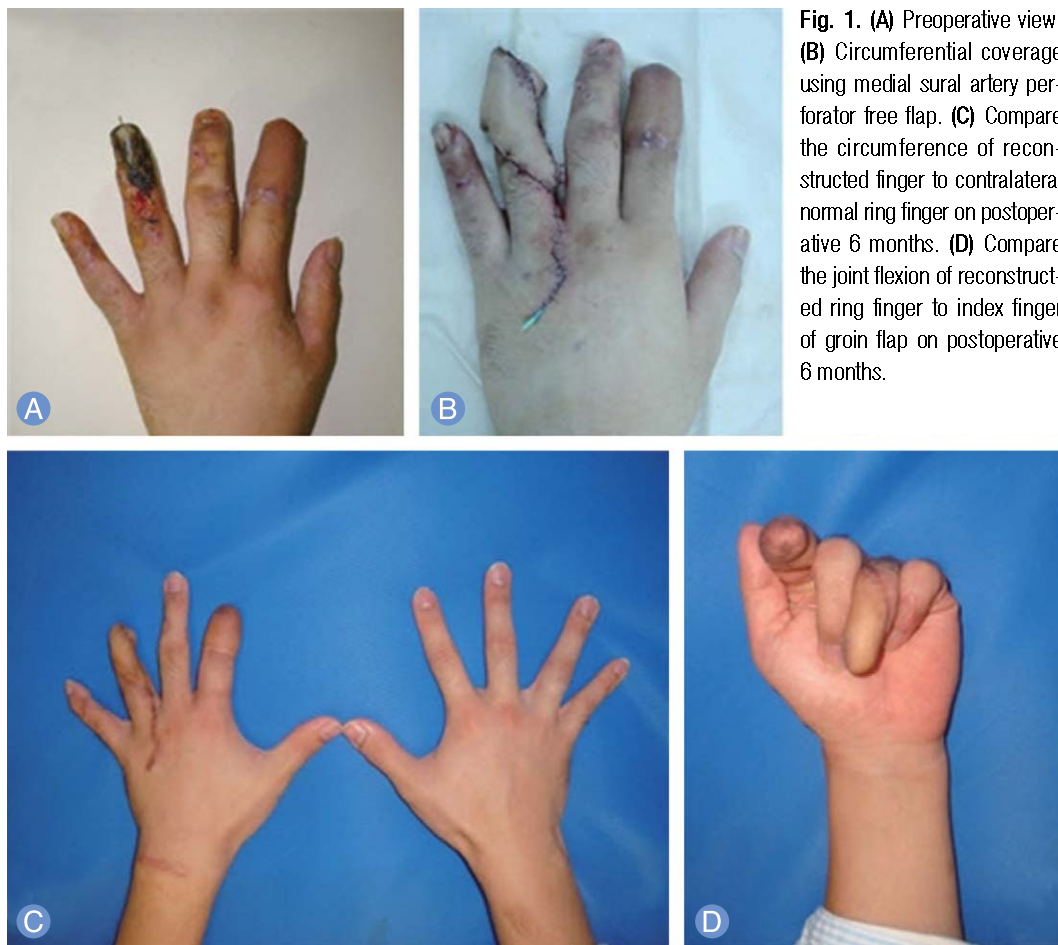 Fig. 1. (A) Preoperative view
(B) Circumferential coverage
using medial sural artery per-
forator free flap. (C) Compare
the circumference of recon-
structed finger to contralatera
normal ring finger on postoper-
ative 6 months. (D) Compare
the joint flexion of reconstruct-
ed ring finger to index finger
of groin flap on postoperative
6 months.
A
B
C
D